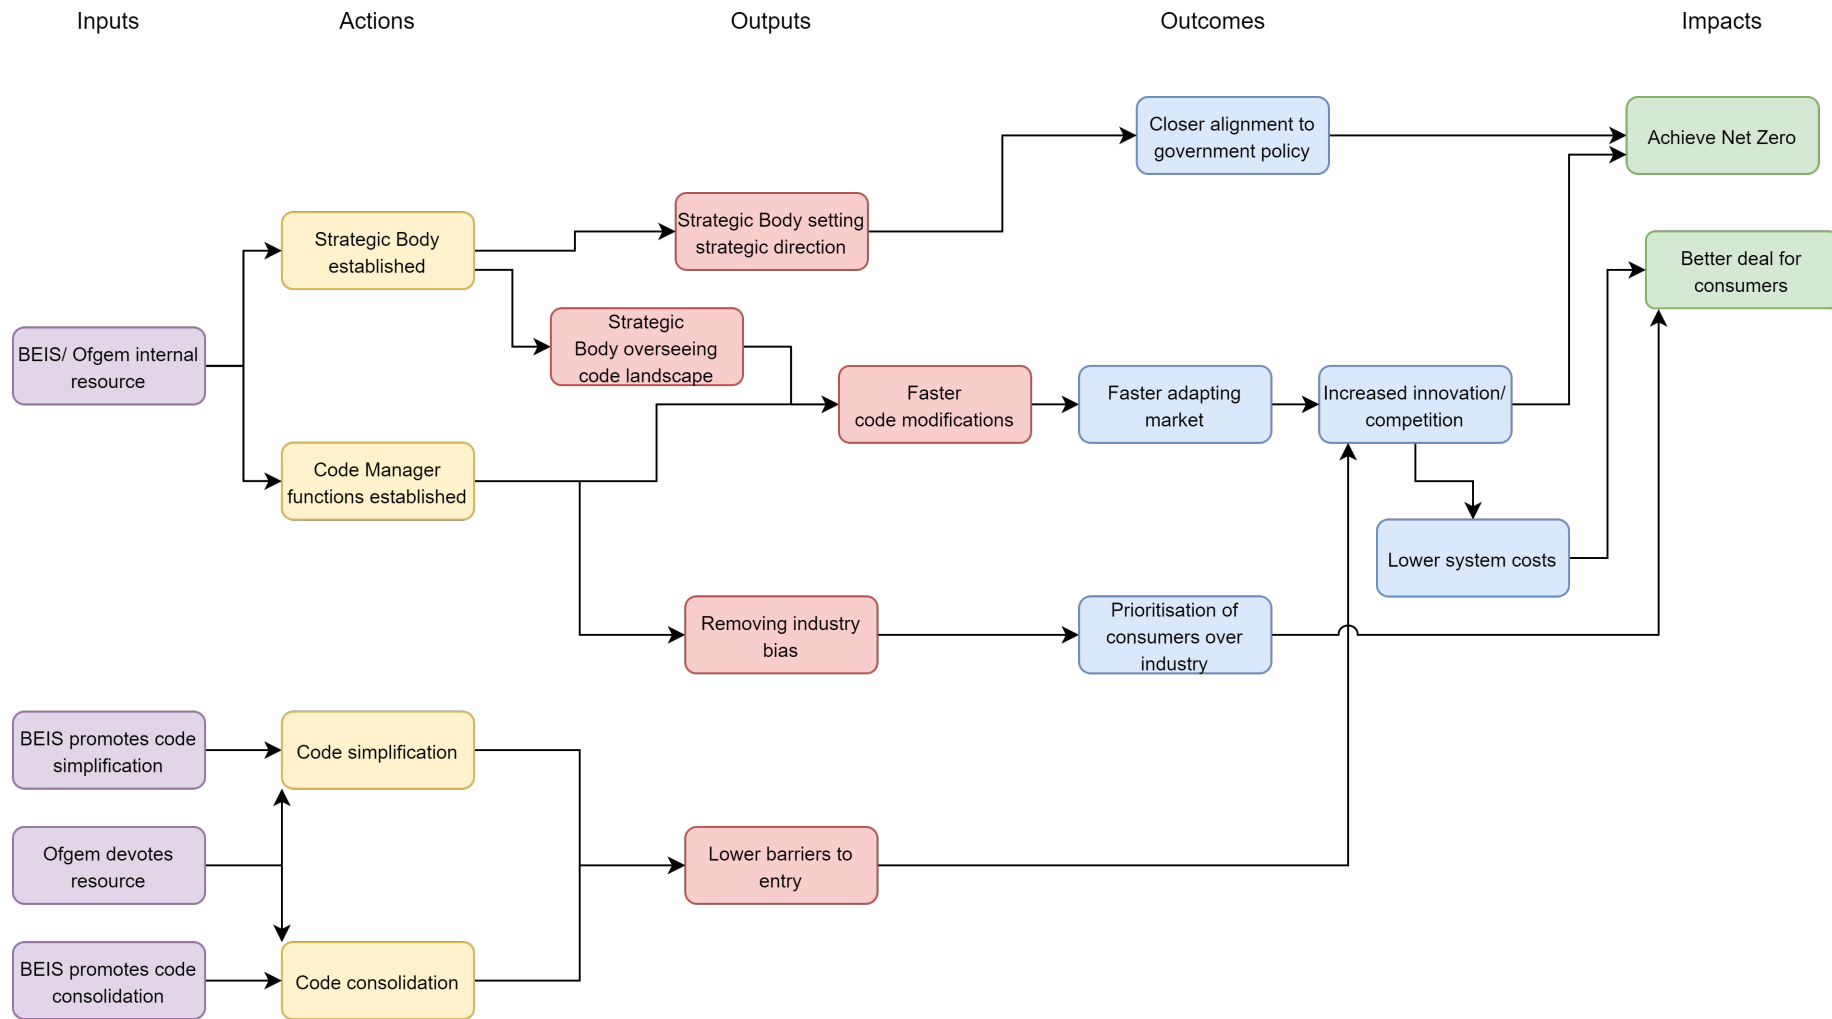 Inputs
Actions
Outputs
Outcomes
Impacts
Closer alignment to
government policy
Achieve Net Zero
Strategic Body
established
Strategic Body setting
strategic direction
Better deal for
consumers
BEIS/ Ofgem internal
resource
Strategic
Body overseeing
code landscape
Faster
code modifications
Faster adapting
market
Increased innovation/
competition
Code Manager
functions established
Lower system costs
Removing industry
bias
Prioritisation of
consumers over
industry
BEIS promotes code
simplification
Code simplification
Ofgem devotes
resource
Lower barriers to
entry
BEIS promotes code
consolidation
Code consolidation